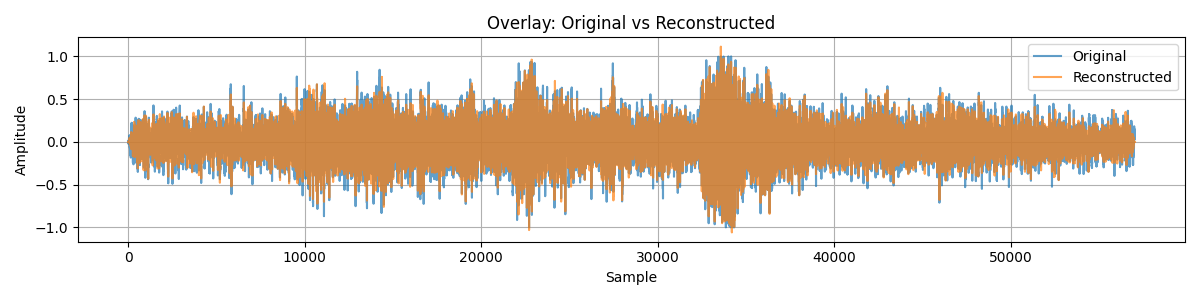 Overlay: Original vs Reconstructed
Original
Reconstructed
Amplitude
1.0
0.5
0.0
−0.5
−1.0
0
10000
20000
30000
40000
50000
Sample